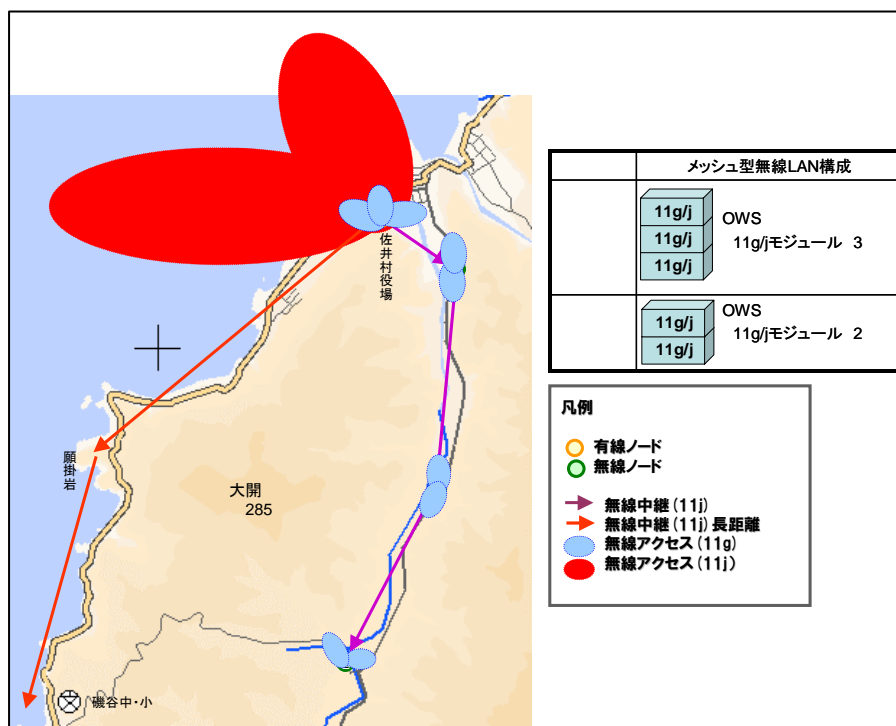 佐井村役場
願掛岩
大開
285
磯谷中・小
メッシュ型無線LAN構成
11g/j
11g/j
11g/j
OWS
11g/jモジュール 3
11g/j
11g/j
OWS
11g/jモジュール 2
凡例
有線ノード
無線ノード
無線中継(11j)
無線中継(11j)長距離
無線アクセス(11g)
無線アクセス(11j)